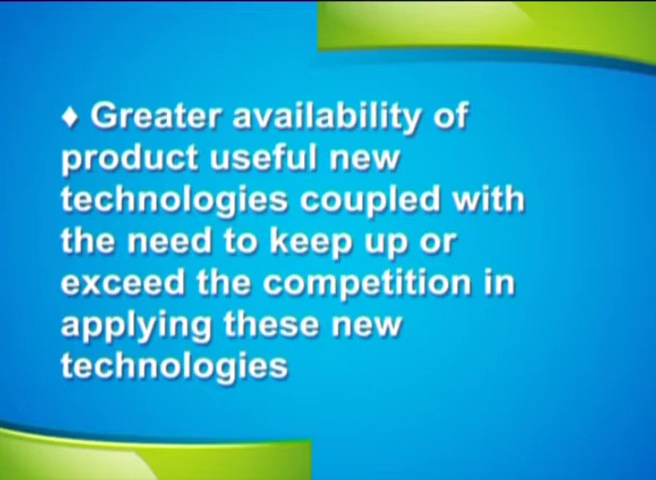 ♦ Greater availability of
product useful new
technologies coupled with
the need to keep up or
exceed the competition in
applying these new
technologies